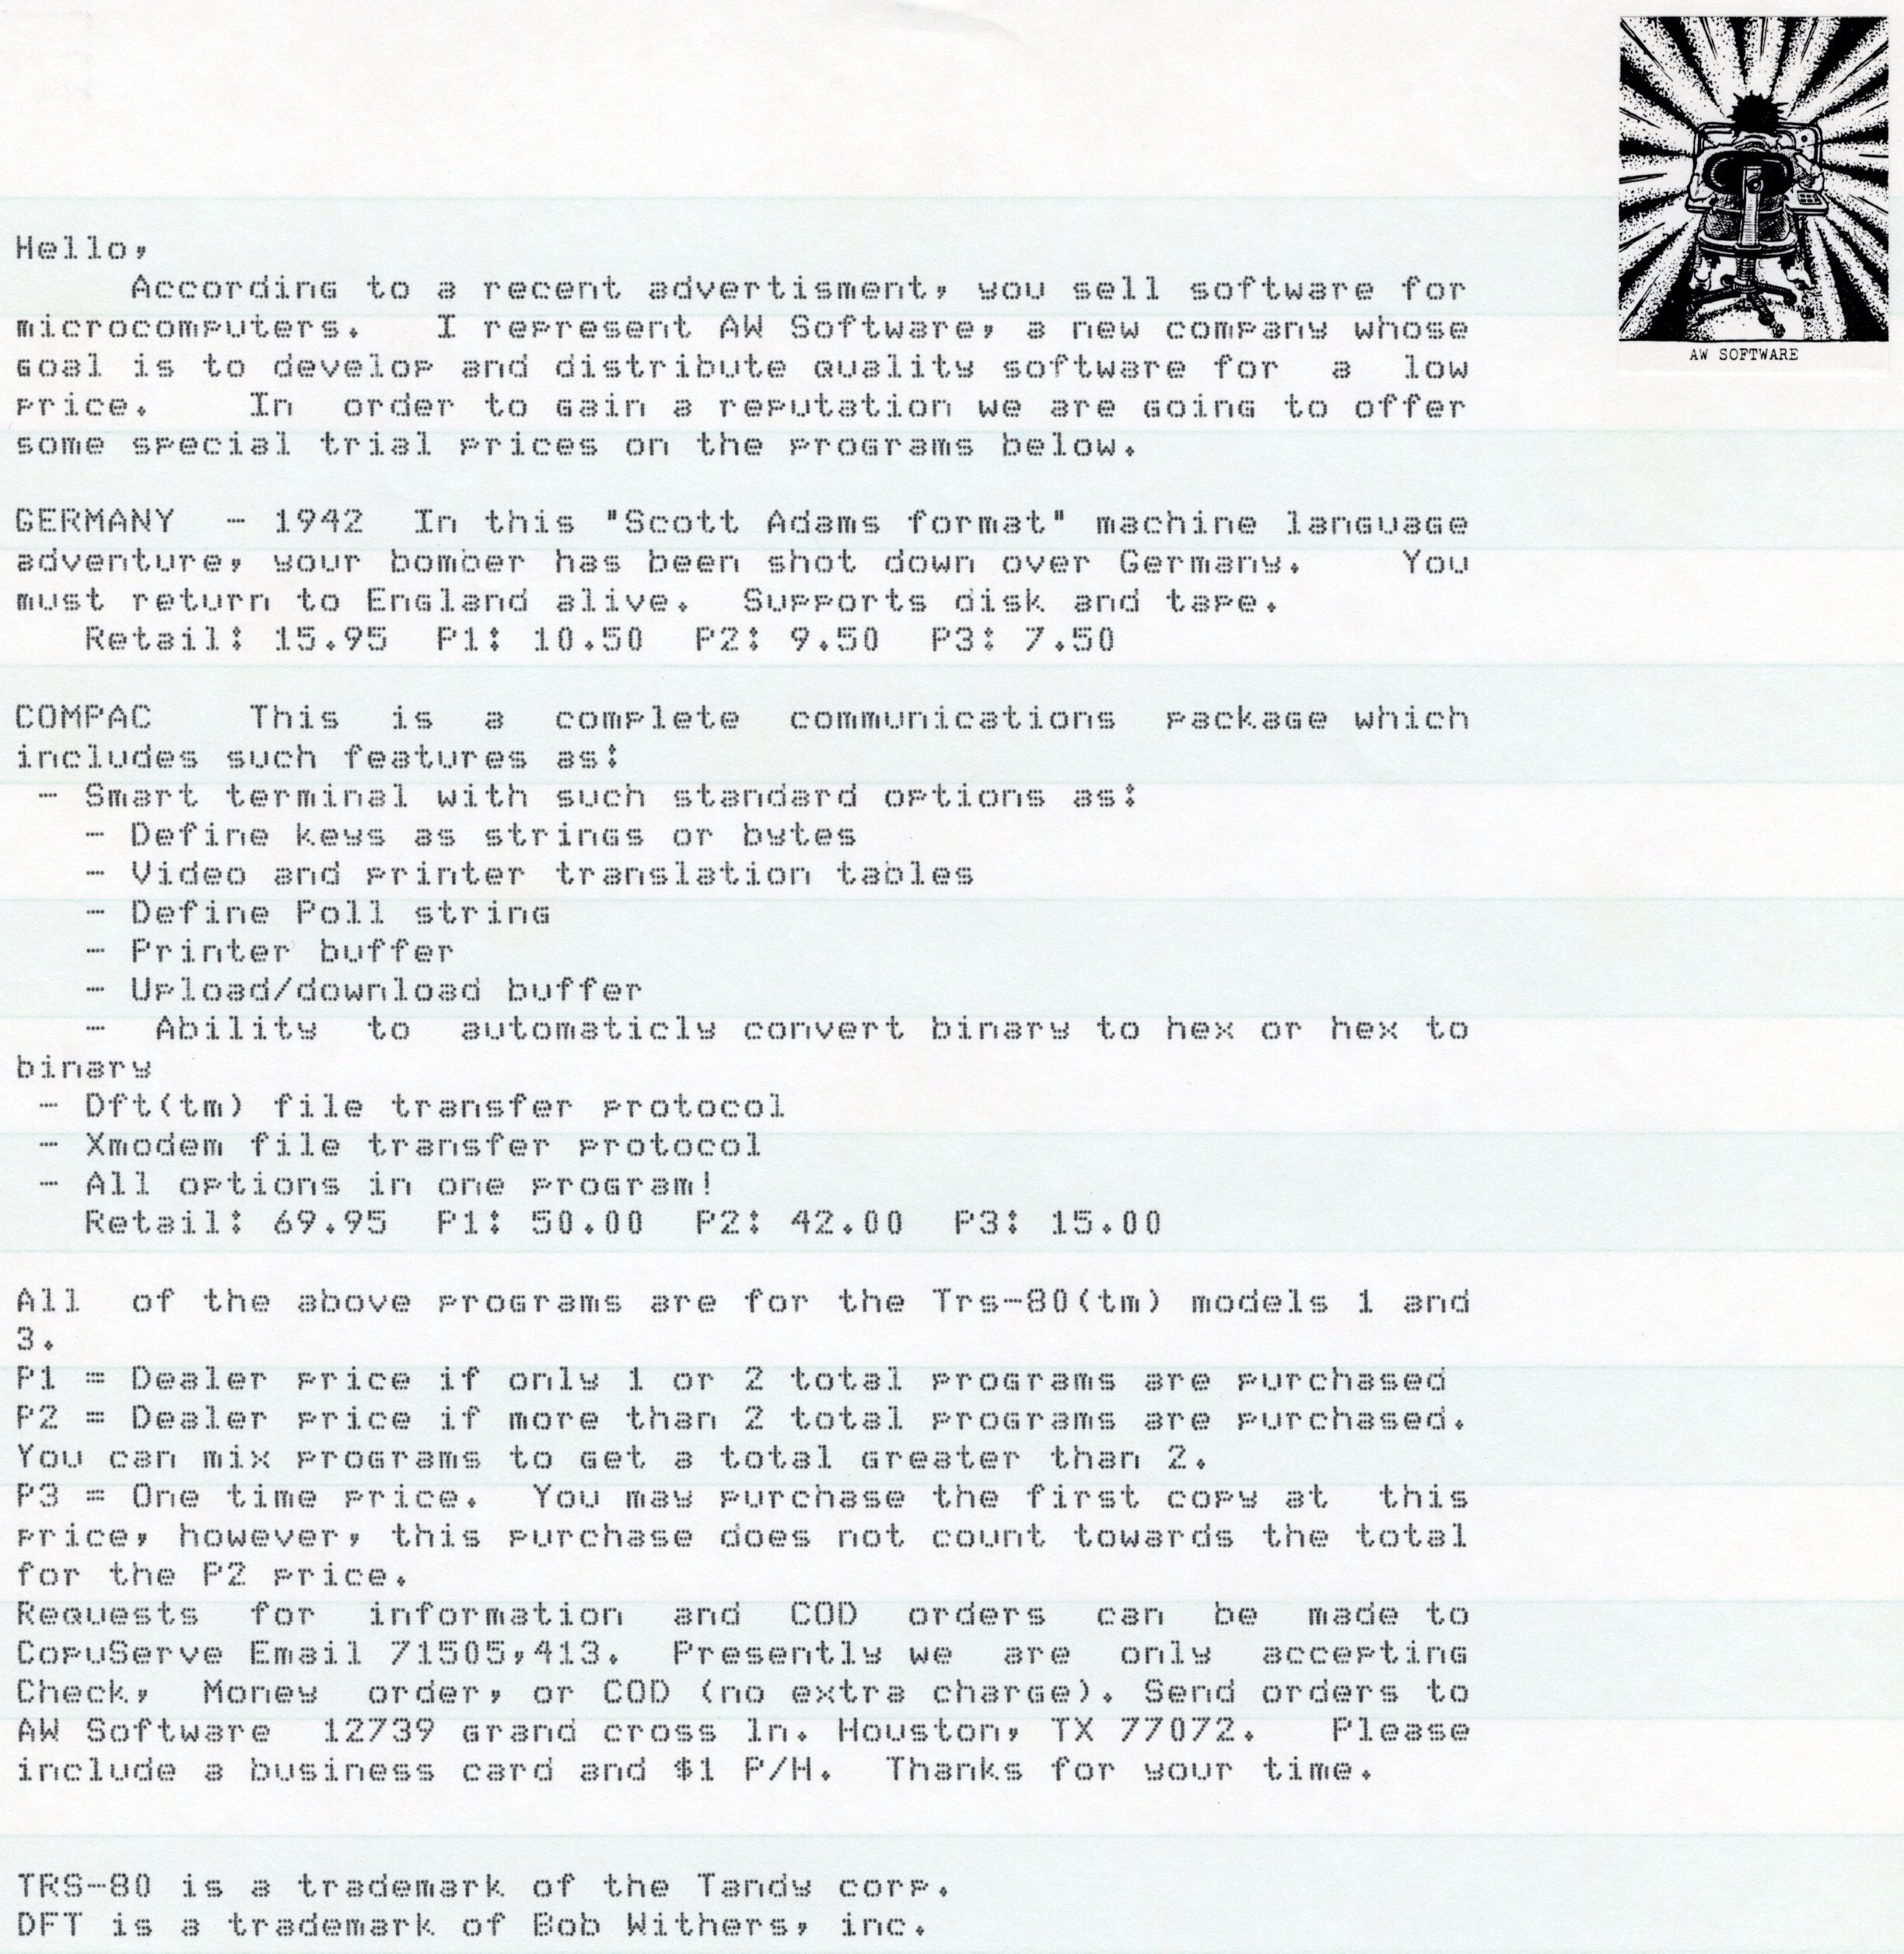 AW SOFTWARE
Hello,
According to a recent advertisment, you sell software for
microcomputers. I represent AW Software, a new company whose
goal is to develop and distribute quality software for a low
price. In order to gain a reputation we are going to offer
some special trial prices on the programs below.
GERMANY - 1942 In this "Scott Adams format" machine language
adventure, your bomber has been shot down over Germany. You
must return to England alive. Supports disk and tape.
Retail: 15.95 P1: 10.50 P2: 9.50 P3: 7.50
COMPAC This is a complete communications package which
includes such features as:
- Smart terminal with such standard options as:
- Define keys as strings or bytes
- Video and printer translation tables
- Define Poll string
- Printer buffer
- Upload/download buffer
- Ability to automaticly convert binary to hex or hex to
binary
- Dft(tm) file transfer protocol
- Xmodem file transfer protocol
- All options in one program!
Retail: 69.95 P1: 50.00 P2: 42.00 P3: 15.00
All of the above programs are for the Trs-80(tm) models 1 and
3.
P1 = Dealer price if only 1 or 2 total programs are purchased
P2 = Dealer price if more than 2 total programs are purchased.
You can mix programs to get a total greater than 2.
P3 = One time price. You may purchase the first copy at this
price, however, this purchase does not count towards the total
for the P2 price.
Requests for information and COD orders can be made to
CopuServe Email 71505,413. Presently we are only accepting
Check, Money order, or COD (no extra charge). Send orders to
AW Software 12739 grand cross ln. Houston, TX 77072. Please
include a business card and $1 P/H. Thanks for your time.
TRS-80 is a trademark of the Tandy corp.
DFT is a trademark of Bob Withers, inc.